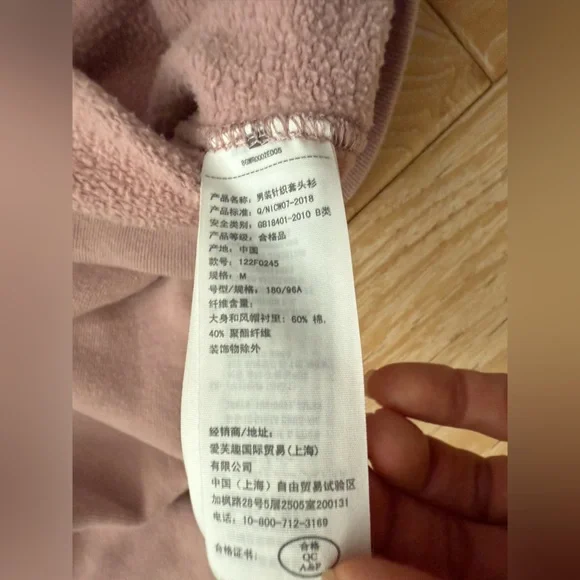 产品名称: 男装针织套头衫
产品标准: Q/NICW07-2018
安全类别: GB18401-2010 B类
产品等级: 合格品
产地: 中国
款号: 122F0245
规格: M
号型/规格: 180/96A
纤维含量:
大身和风帽衬里: 60% 棉,
40% 聚酯纤维
装饰物除外
经销商/地址:
爱芙趣国际贸易(上海)
有限公司
中国 (上海) 自由贸易试验区
加枫路26号5层2505室200131
电话: 10-800-712-3169
合格证书:
合格
QC
A&F